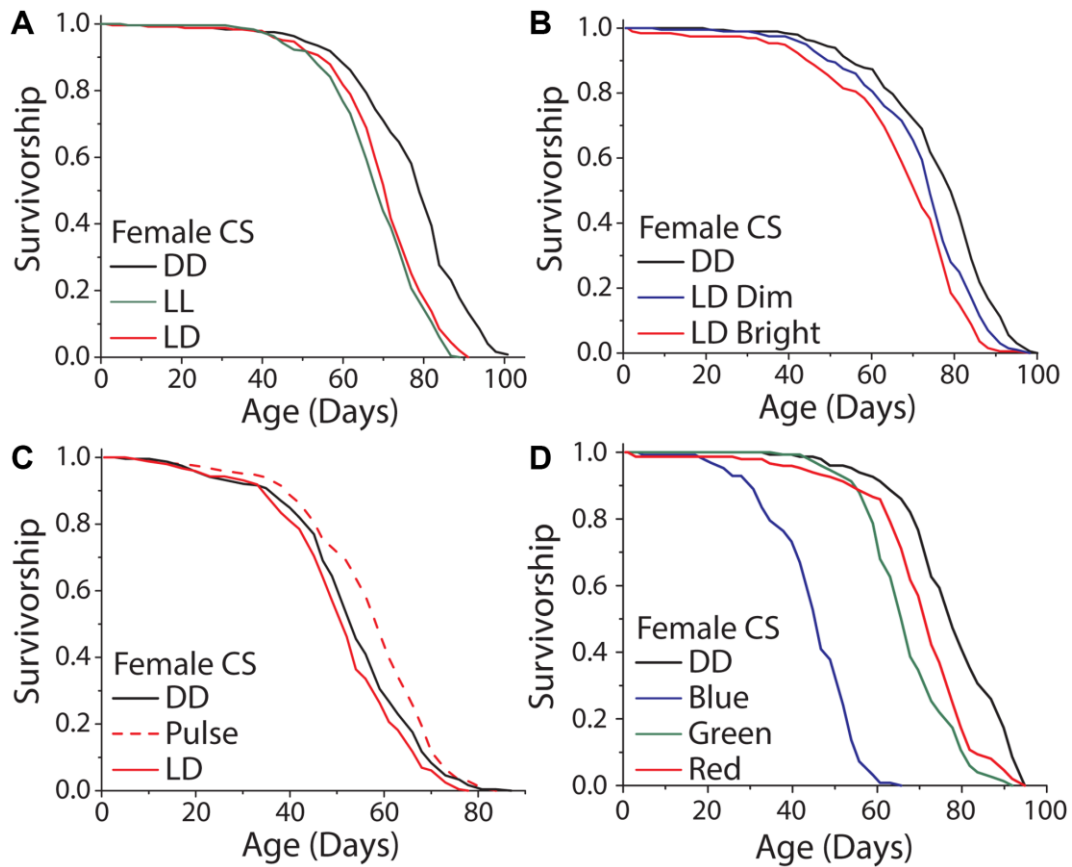 A
Survivorship
1.0
0.8
0.6
0.4
0.2
0.0
Female CS
DD
LL
LD
0 20 40 60 80 100
Age (Days)
B
Survivorship
1.0
0.8
0.6
0.4
0.2
0.0
Female CS
DD
LD Dim
LD Bright
0 20 40 60 80 100
Age (Days)
C
Survivorship
1.0
0.8
0.6
0.4
0.2
0.0
Female CS
DD
Pulse
LD
0 20 40 60 80
Age (Days)
D
Survivorship
1.0
0.8
0.6
0.4
0.2
0.0
Female CS
DD
Blue
Green
Red
0 20 40 60 80 100
Age (Days)